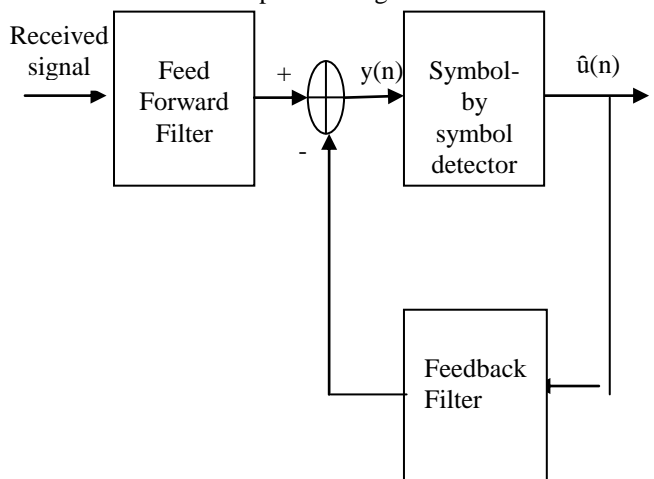 Received
signal
Feed
Forward
Filter
+
-
y(n)
Symbol-
by
symbol
detector
û(n)
Feedback
Filter